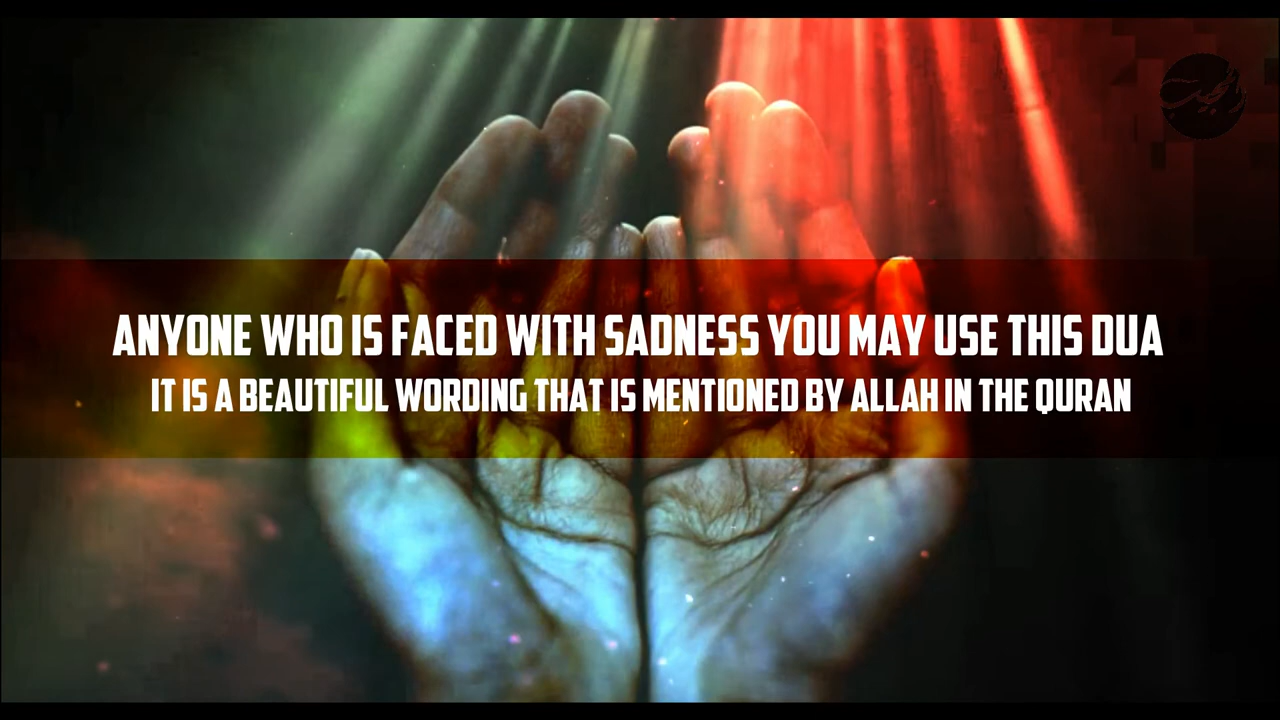 ANYONE WHO IS FACED WITH SADNESS YOU MAY USE THIS DUA
IT IS A BEAUTIFUL WORDING THAT IS MENTIONED BY ALLAH IN THE QURAN